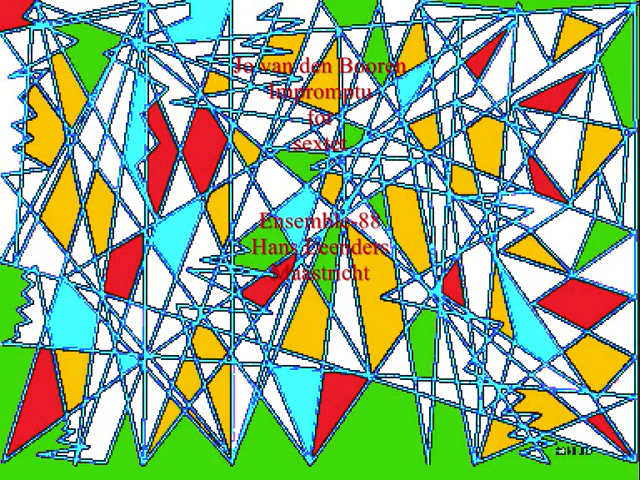 Jo van den Booren
Impromptu
for
sextet
Ensemble-88
Hans Leenders
Maastricht